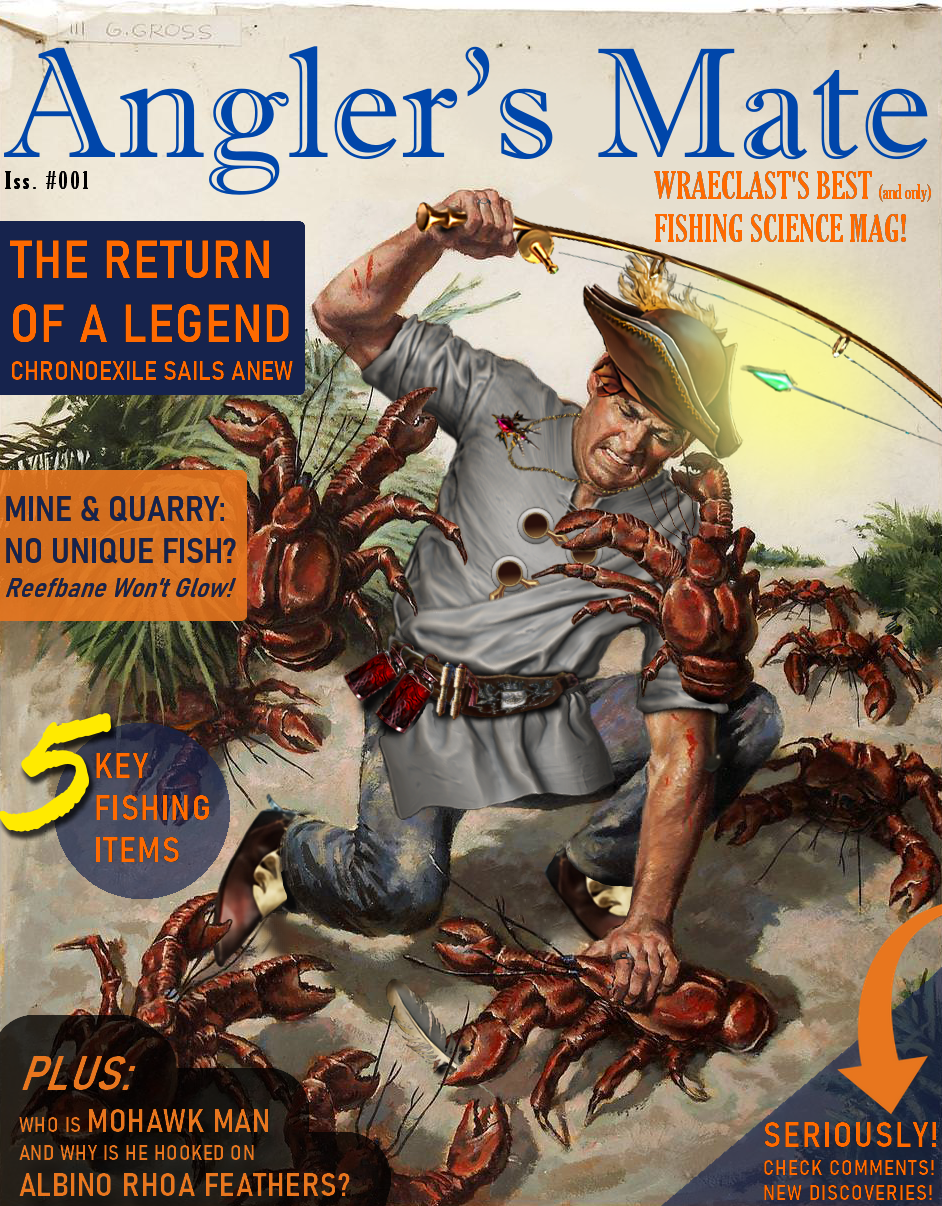 G.GROSS
Angler's Mate
Iss. #001
WRAECLAST'S BEST (and only)
FISHING SCIENCE MAG!
THE RETURN
OF A LEGEND
CHRONOEXILE SAILS ANEW
MINE & QUARRY:
NO UNIQUE FISH?
Reefbane Won't Glow!
5 KEY
FISHING
ITEMS
PLUS:
WHO IS MOHAWK MAN
AND WHY IS HE HOOKED ON
ALBINO RHOA FEATHERS?
SERIOUSLY!
CHECK COMMENTS!
NEW DISCOVERIES!